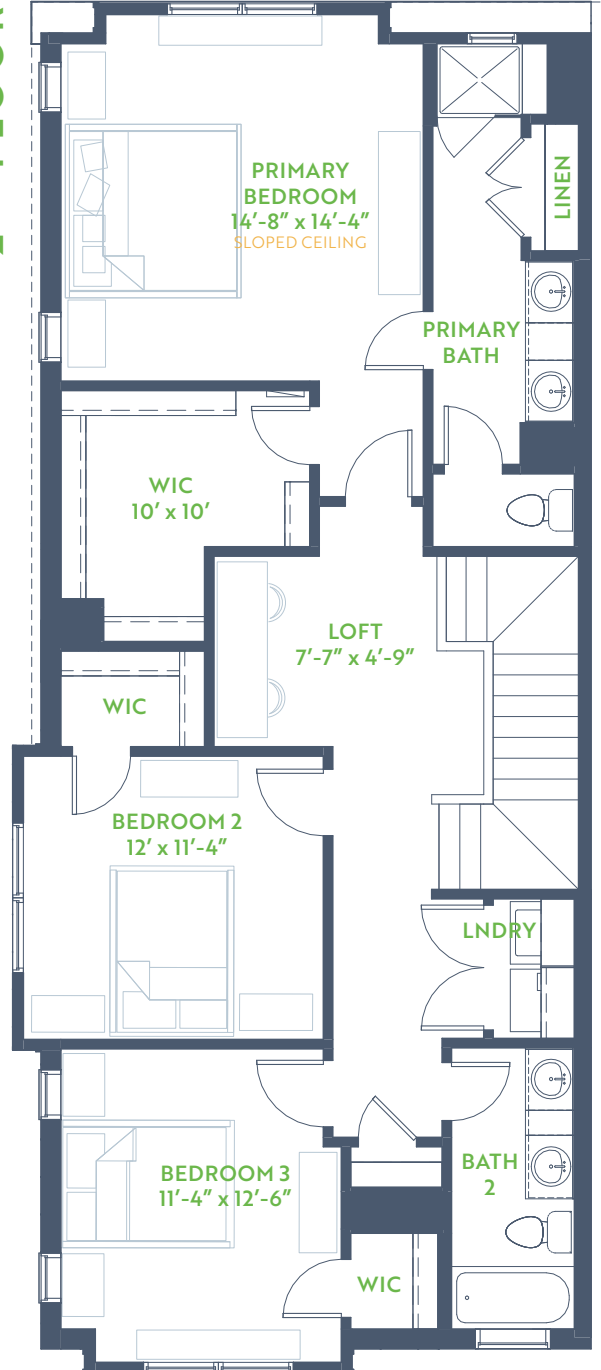 PRIMARY
BEDROOM
14’-8” x 14’-4”
SLOPED CEILING
LINEN
PRIMARY
BATH
WIC
10’ x 10’
LOFT
7’-7” x 4’-9”
WIC
BEDROOM 2
12’ x 11’-4”
LNDRY
BEDROOM 3
11’-4” x 12’-6”
BATH
2
WIC